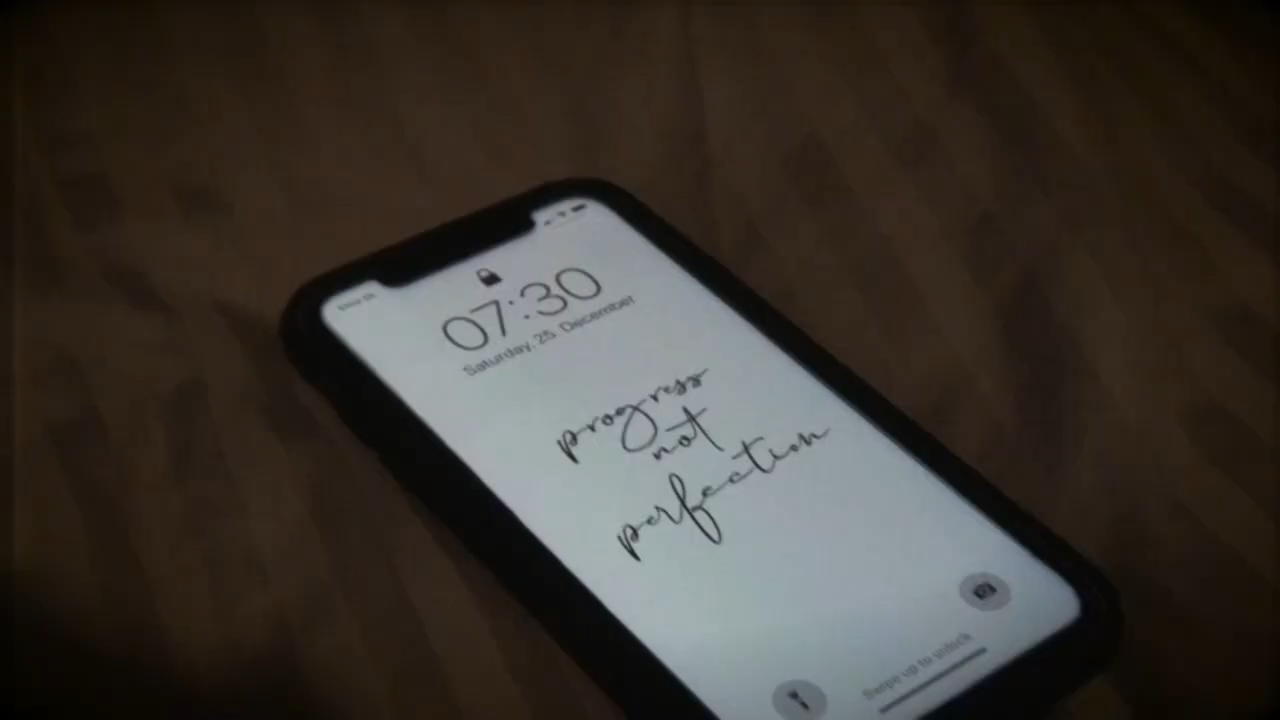 07:30
Saturday, 25. December
progress
not
perfection
Swipe up to unlock